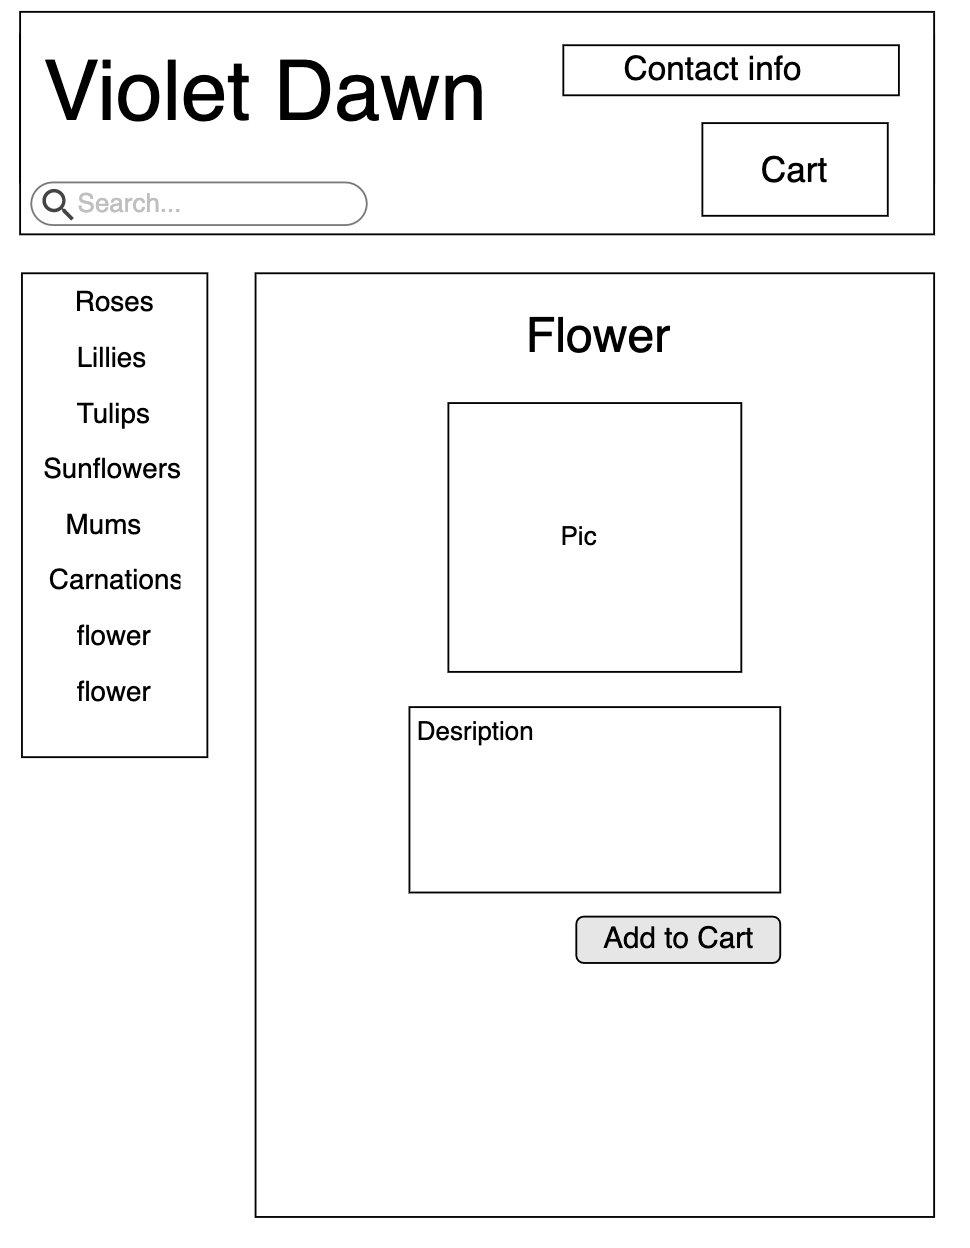 Violet Dawn
Contact info
Cart
Search...
Roses
Lillies
Tulips
Sunflowers
Mums
Carnations
flower
flower
Flower
Pic
Desription
Add to Cart